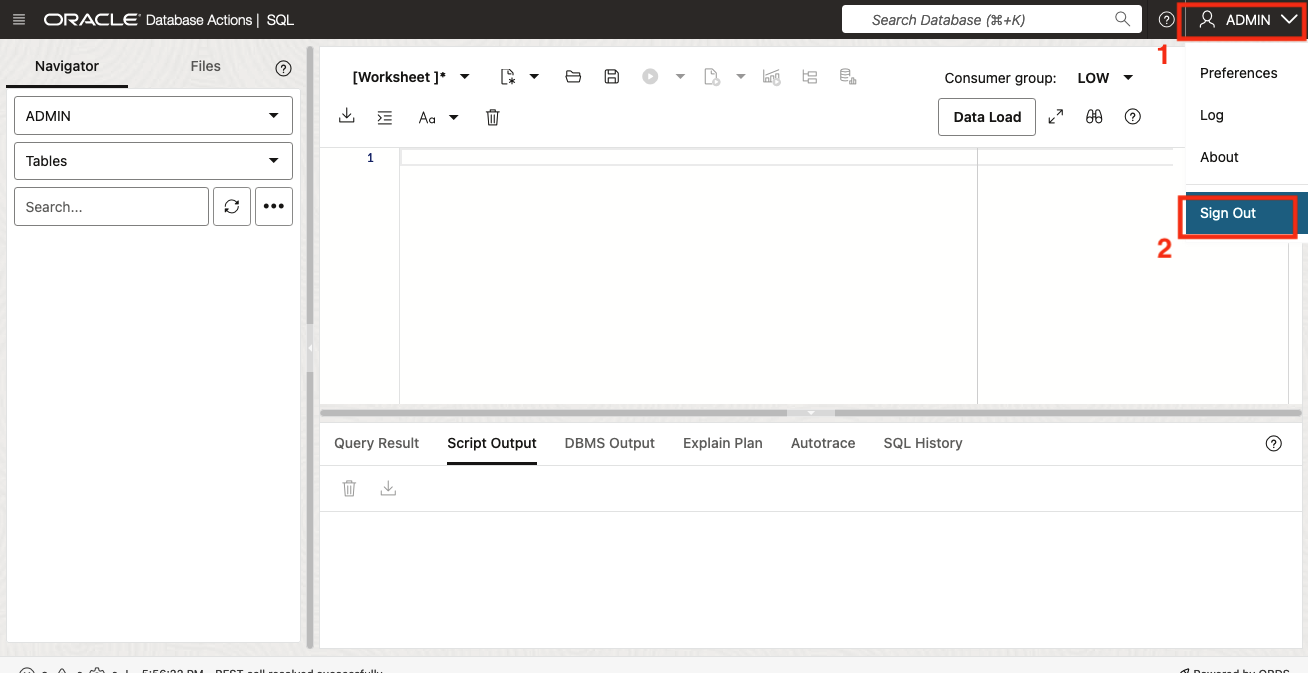 ORACLE Database Actions | SQL
Search Database (⌘+K)
ADMIN
1
Preferences
Log
About
Sign Out
2
Navigator
Files
ADMIN
Tables
Search...
[Worksheet ]*
Consumer group:
LOW
Aa
Data Load
1
Query Result
Script Output
DBMS Output
Explain Plan
Autotrace
SQL History
5:56:22 PM - REST call resolved successfully
Powered by ORDS